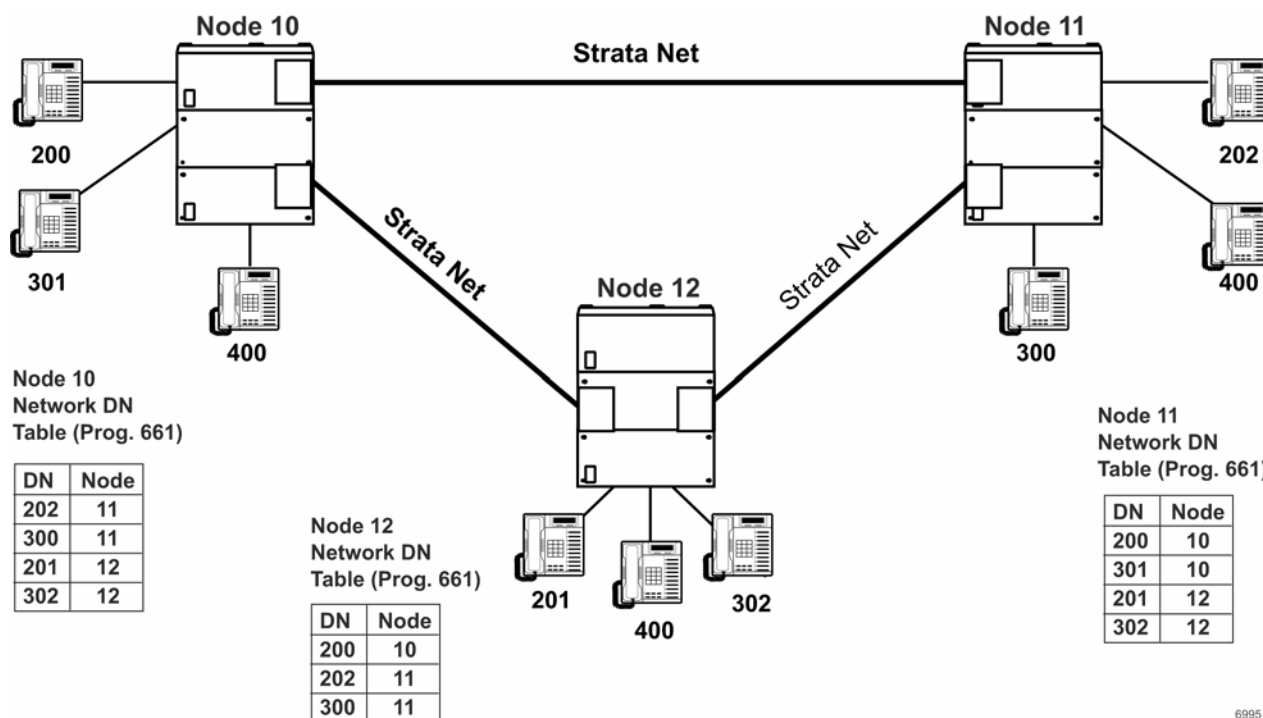 Node 10
Node 11
Strata Net
200
202
301
400
Strata Net
Strata Net
Node 12
400
300
Node 10
Network DN
Table (Prog. 661)
DN Node
202 11
300 11
201 12
302 12
201
400
302
Node 12
Network DN
Table (Prog. 661)
DN Node
200 10
202 11
300 11
Node 11
Network DN
Table (Prog. 661)
DN Node
200 10
301 10
201 12
302 12
6995